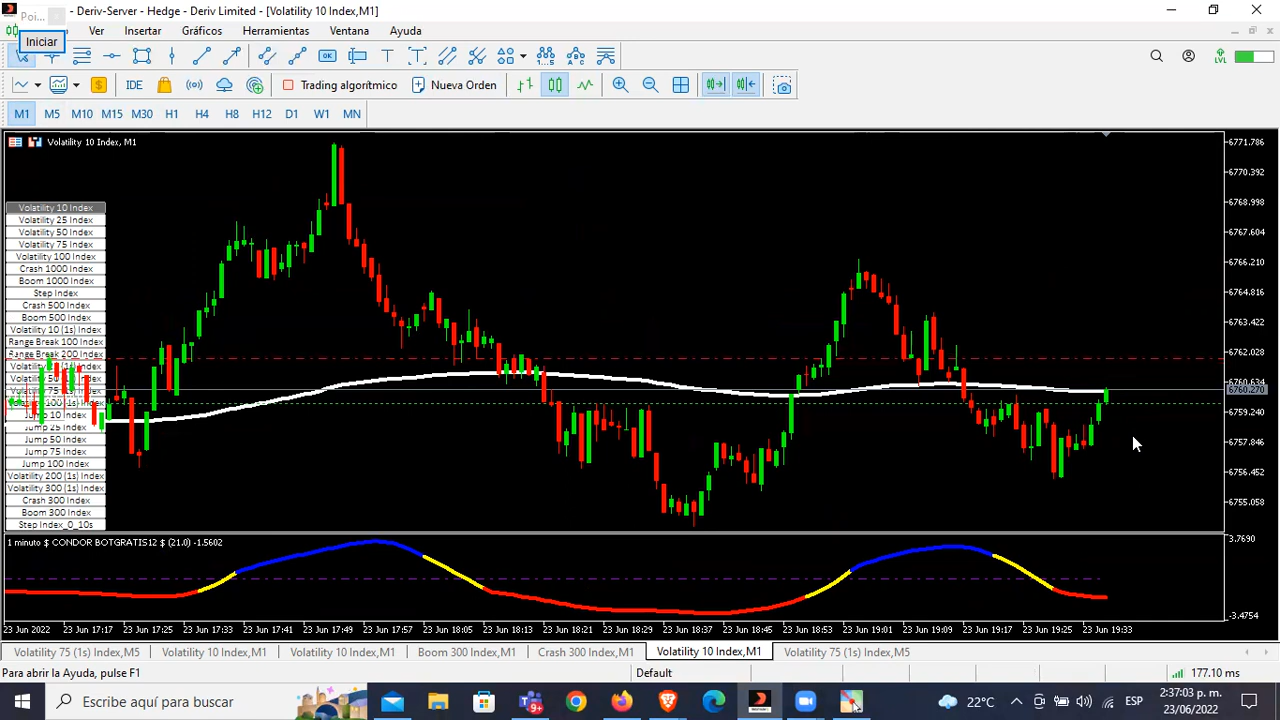 - Deriv-Server - Hedge - Deriv Limited - [Volatility 10 Index,M1]
Poi...
Iniciar
Ver Insertar Gráficos Herramientas Ventana Ayuda
LVL
IDE Trading algorítmico Nueva Orden
M1 M5 M10 M15 M30 H1 H4 H8 H12 D1 W1 MN
Volatility 10 Index, M1
Volatility 10 Index
Volatility 25 Index
Volatility 50 Index
Volatility 75 Index
Volatility 100 Index
Crash 1000 Index
Boom 1000 Index
Step Index
Crash 500 Index
Boom 500 Index
Volatility 10 (1s) Index
Range Break 100 Index
Range Break 200 Index
Jump 10 Index
Jump 25 Index
Jump 50 Index
Jump 75 Index
Jump 100 Index
Volatility 200 (1s) Index
Volatility 300 (1s) Index
Crash 300 Index
Boom 300 Index
Step Index_0_10s
6771.786
6770.392
6768.998
6767.604
6766.210
6764.816
6763.422
6762.028
6760.634
6759.240
6757.846
6756.452
6755.058
1 minuto $ CONDOR BOTGRATIS12 $ (21.0) -1.5602
3.7690
-3.4754
23 Jun 2022 23 Jun 17:17 23 Jun 17:25 23 Jun 17:33 23 Jun 17:41 23 Jun 17:49 23 Jun 17:57 23 Jun 18:05 23 Jun 18:13 23 Jun 18:21 23 Jun 18:29 23 Jun 18:37 23 Jun 18:45 23 Jun 18:53 23 Jun 19:01 23 Jun 19:09 23 Jun 19:17 23 Jun 19:25 23 Jun 19:33
Volatility 75 (1s) Index,M5 Volatility 10 Index,M1 Volatility 10 Index,M1 Boom 300 Index,M1 Crash 300 Index,M1 Volatility 10 Index,M1 Volatility 75 (1s) Index,M5
Para abrir la Ayuda, pulse F1 Default 177.10 ms
Escribe aquí para buscar 9+ 22°C ESP 2:37:03 p. m.
23/06/2022